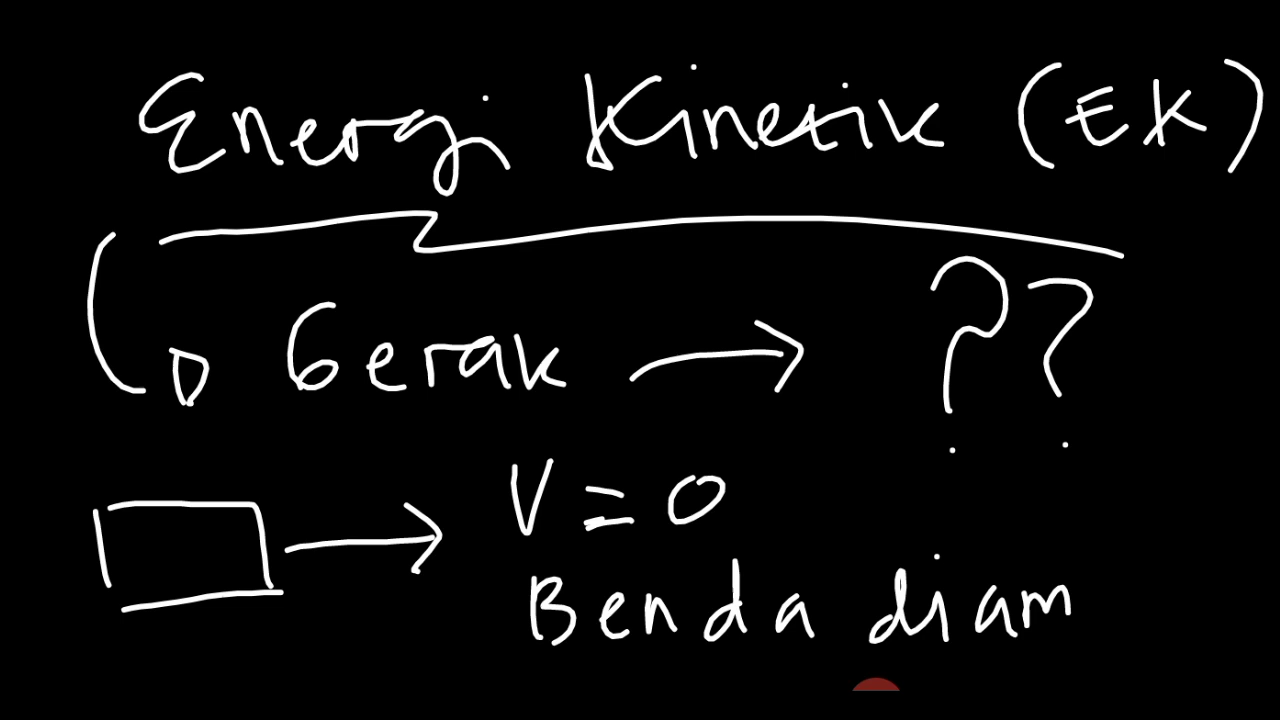 Energi Kinetik (EK)
Gerak → ??
→ V = 0
Benda diam